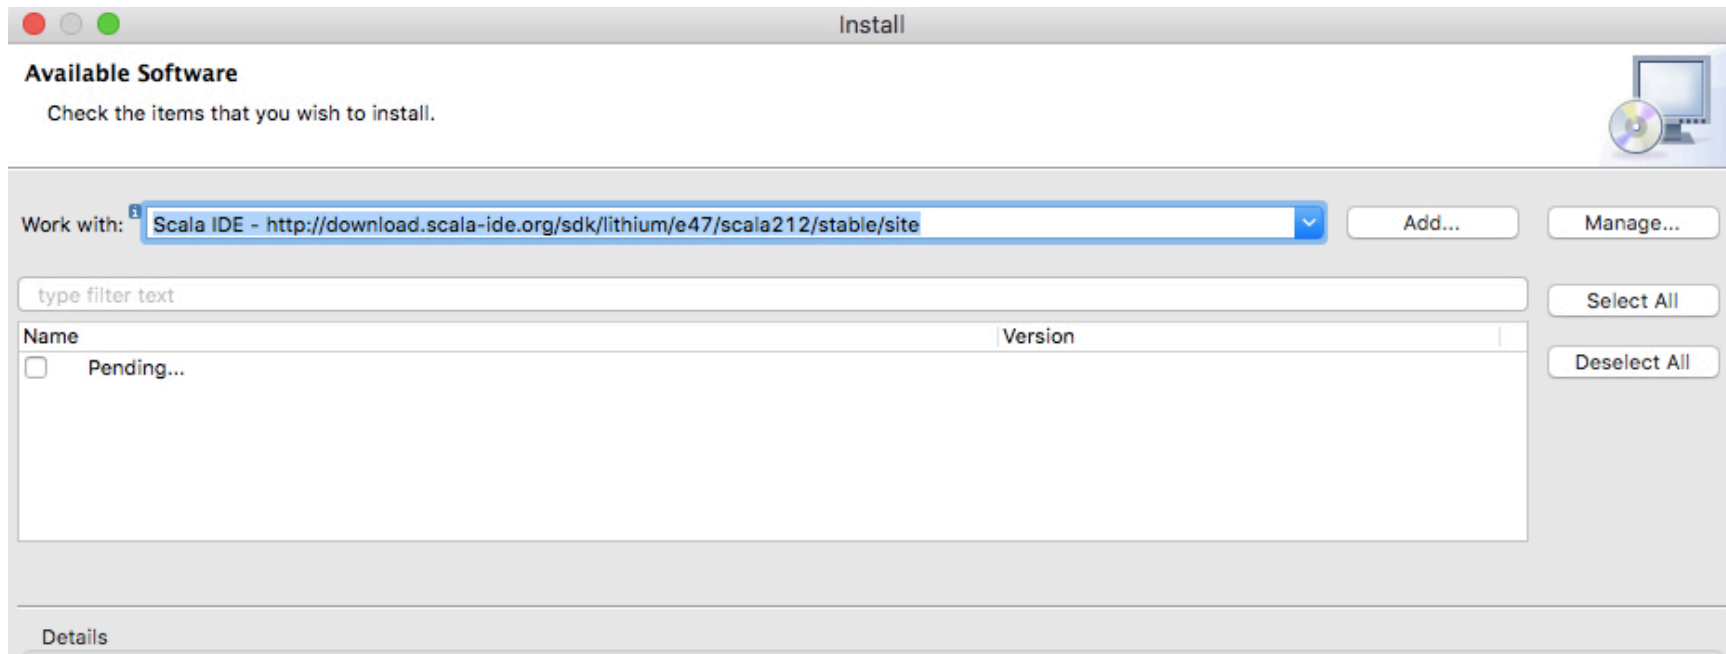 Install
Available Software
Check the items that you wish to install.
Work with: Scala IDE - http://download.scala-ide.org/sdk/lithium/e47/scala212/stable/site Add... Manage...
type filter text Select All
Name Version
Pending... Deselect All
Details